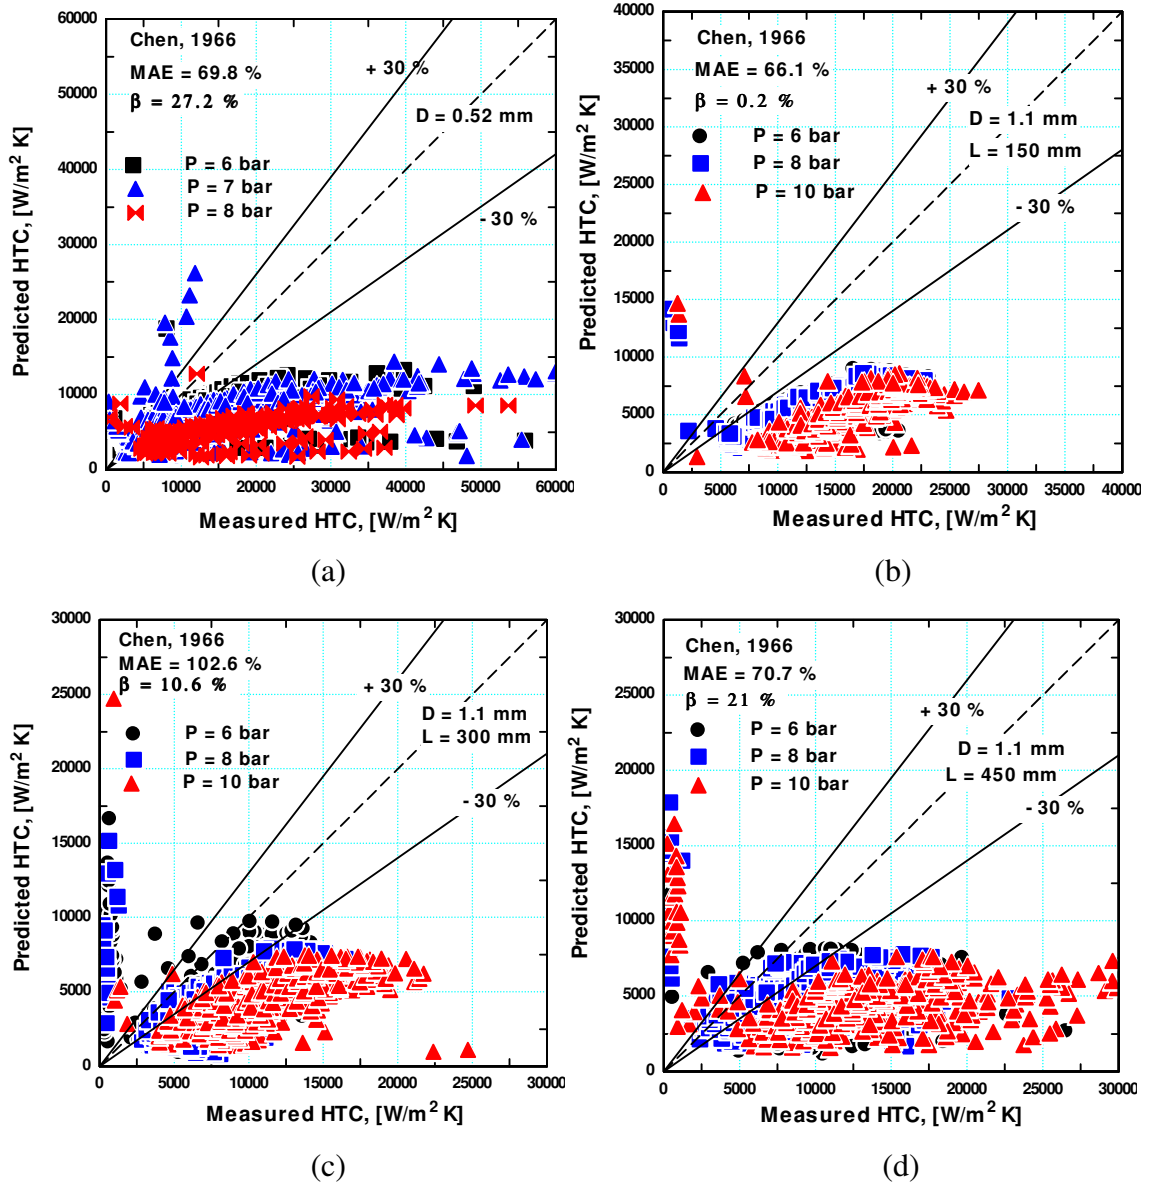 Chen, 1966
MAE = 69.8 %
β = 27.2 %
+ 30 %
D = 0.52 mm
P = 6 bar
P = 7 bar
P = 8 bar
- 30 %
60000
50000
40000
30000
20000
10000
0
0 10000 20000 30000 40000 50000 60000
Predicted HTC, [W/m² K]
Measured HTC, [W/m² K]
(a)
Chen, 1966
MAE = 66.1 %
β = 0.2 %
+ 30 %
D = 1.1 mm
L = 150 mm
P = 6 bar
P = 8 bar
P = 10 bar
- 30 %
40000
35000
30000
25000
20000
15000
10000
5000
0
0 5000 10000 15000 20000 25000 30000 35000 40000
Predicted HTC, [W/m² K]
Measured HTC, [W/m² K]
(b)
Chen, 1966
MAE = 102.6 %
β = 10.6 %
+ 30 %
D = 1.1 mm
L = 300 mm
P = 6 bar
P = 8 bar
P = 10 bar
- 30 %
30000
25000
20000
15000
10000
5000
0
0 5000 10000 15000 20000 25000 30000
Predicted HTC, [W/m² K]
Measured HTC, [W/m² K]
(c)
Chen, 1966
MAE = 70.7 %
β = 21 %
+ 30 %
D = 1.1 mm
L = 450 mm
P = 6 bar
P = 8 bar
P = 10 bar
- 30 %
30000
25000
20000
15000
10000
5000
0
0 5000 10000 15000 20000 25000 30000
Predicted HTC, [W/m² K]
Measured HTC, [W/m² K]
(d)